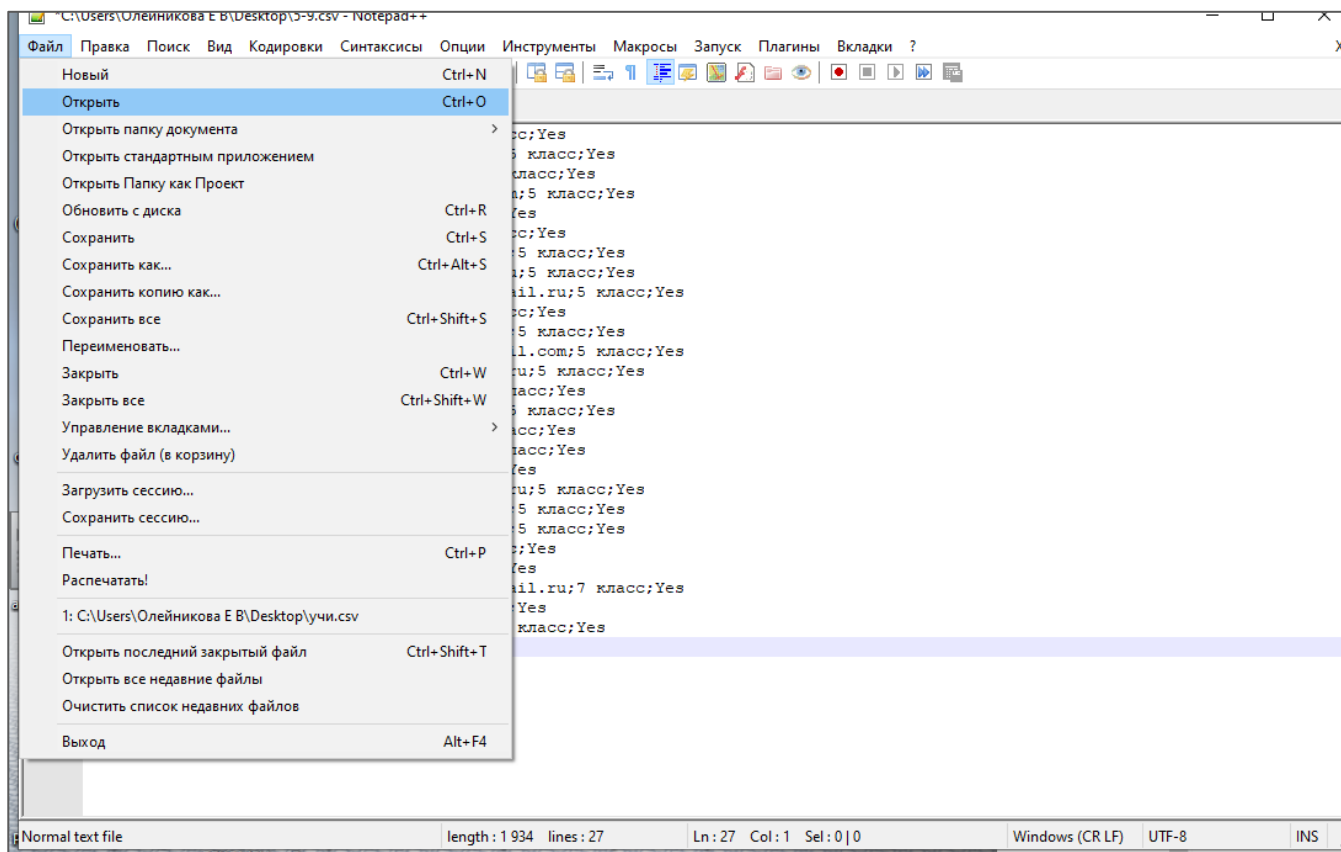 *C:\Users\Олейникова Е В\Desktop\5-9.csv - Notepad++
Файл Правка Поиск Вид Кодировки Синтаксисы Опции Инструменты Макросы Запуск Плагины Вкладки ?
Новый Ctrl+N
Открыть Ctrl+O
Открыть папку документа
Открыть стандартным приложением
Открыть Папку как Проект
Обновить с диска Ctrl+R
Сохранить Ctrl+S
Сохранить как... Ctrl+Alt+S
Сохранить копию как...
Сохранить все Ctrl+Shift+S
Переименовать...
Закрыть Ctrl+W
Закрыть все Ctrl+Shift+W
Управление вкладками...
Удалить файл (в корзину)
Загрузить сессию...
Сохранить сессию...
Печать... Ctrl+P
Распечатать!
1: C:\Users\Олейникова Е В\Desktop\учи.csv
Открыть последний закрытый файл Ctrl+Shift+T
Открыть все недавние файлы
Очистить список недавних файлов
Выход Alt+F4
сс;Yes
класс;Yes
класс;Yes
;5 класс;Yes
Yes
сс;Yes
5 класс;Yes
;5 класс;Yes
ail.ru;5 класс;Yes
сс;Yes
5 класс;Yes
il.com;5 класс;Yes
ru;5 класс;Yes
ласс;Yes
класс;Yes
асс;Yes
ласс;Yes
Yes
ru;5 класс;Yes
;5 класс;Yes
;5 класс;Yes
;Yes
Yes
ail.ru;7 класс;Yes
Yes
класс;Yes
Normal text file length : 1 934 lines : 27 Ln : 27 Col : 1 Sel : 0 | 0 Windows (CR LF) UTF-8 INS